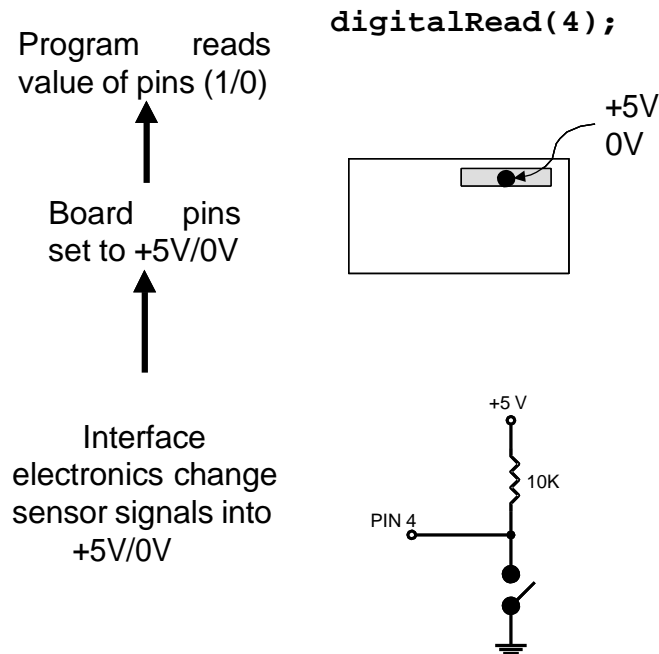 Program reads
value of pins (1/0)
digitalRead(4);
+5V
0V
Board pins
set to +5V/0V
Interface
electronics change
sensor signals into
+5V/0V
+5 V
10K
PIN 4